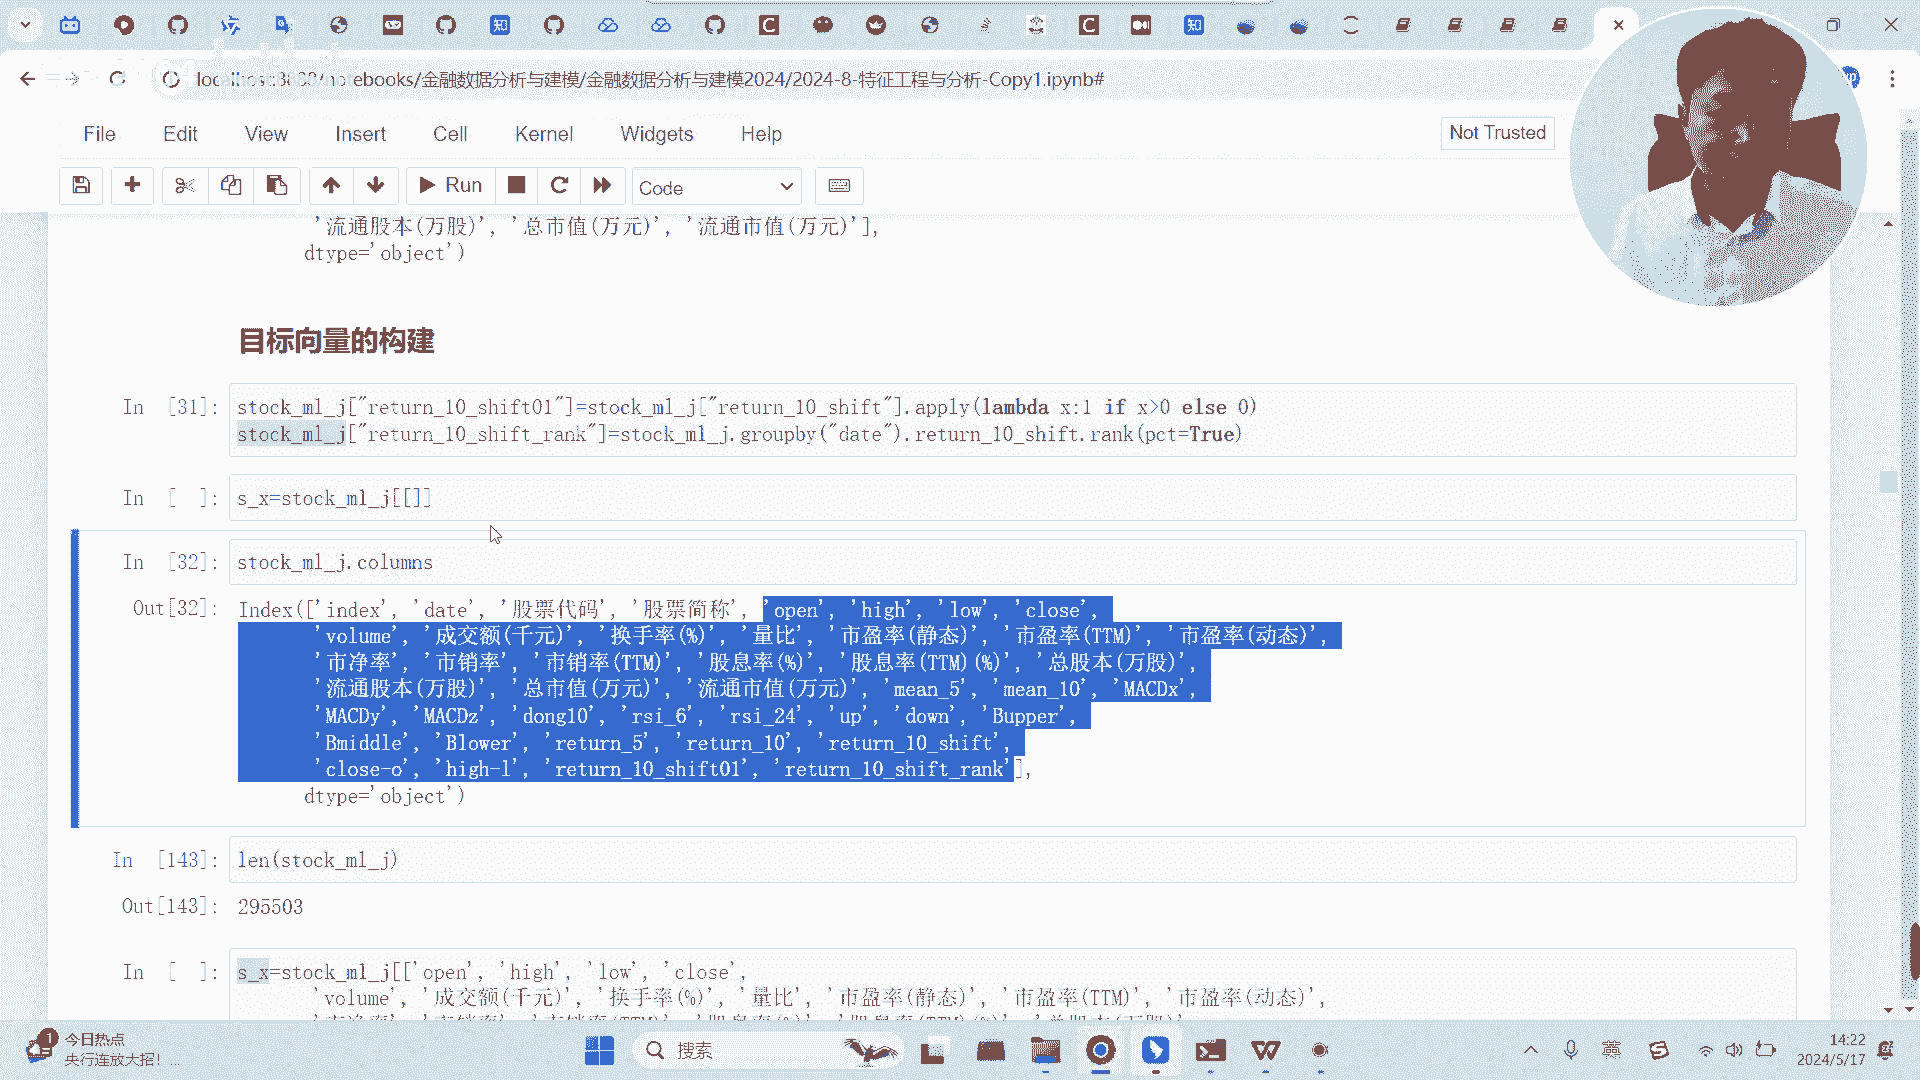 localhost:8888/notebooks/金融数据分析与建模/金融数据分析与建模2024/2024-8-特征工程与分析-Copy1.ipynb#
File Edit View Insert Cell Kernel Widgets Help
Not Trusted
Run Code
'流通股本(万股)', '总市值(万元)', '流通市值(万元)'],
dtype='object')
目标向量的构建
In [31]: stock_ml_j["return_10_shift01"]=stock_ml_j["return_10_shift"].apply(lambda x:1 if x>0 else 0)
stock_ml_j["return_10_shift_rank"]=stock_ml_j.groupby("date").return_10_shift.rank(pct=True)
In [ ]: s_x=stock_ml_j[[]]
In [32]: stock_ml_j.columns
Out[32]: Index(['index', 'date', '股票代码', '股票简称', 'open', 'high', 'low', 'close',
'volume', '成交额(千元)', '换手率(%)', '量比', '市盈率(静态)', '市盈率(TTM)', '市盈率(动态)',
'市净率', '市销率', '市销率(TTM)', '股息率(%)', '股息率(TTM)(%)', '总股本(万股)',
'流通股本(万股)', '总市值(万元)', '流通市值(万元)', 'mean_5', 'mean_10', 'MACDx',
'MACDy', 'MACDz', 'dong10', 'rsi_6', 'rsi_24', 'up', 'down', 'Bupper',
'Bmiddle', 'Blower', 'return_5', 'return_10', 'return_10_shift',
'close-o', 'high-l', 'return_10_shift01', 'return_10_shift_rank'],
dtype='object')
In [143]: len(stock_ml_j)
Out[143]: 295503
In [ ]: s_x=stock_ml_j[['open', 'high', 'low', 'close',
'volume', '成交额(千元)', '换手率(%)', '量比', '市盈率(静态)', '市盈率(TTM)', '市盈率(动态)',
1
今日热点
央行连放大招！...
搜索
英
14:22
2024/5/17